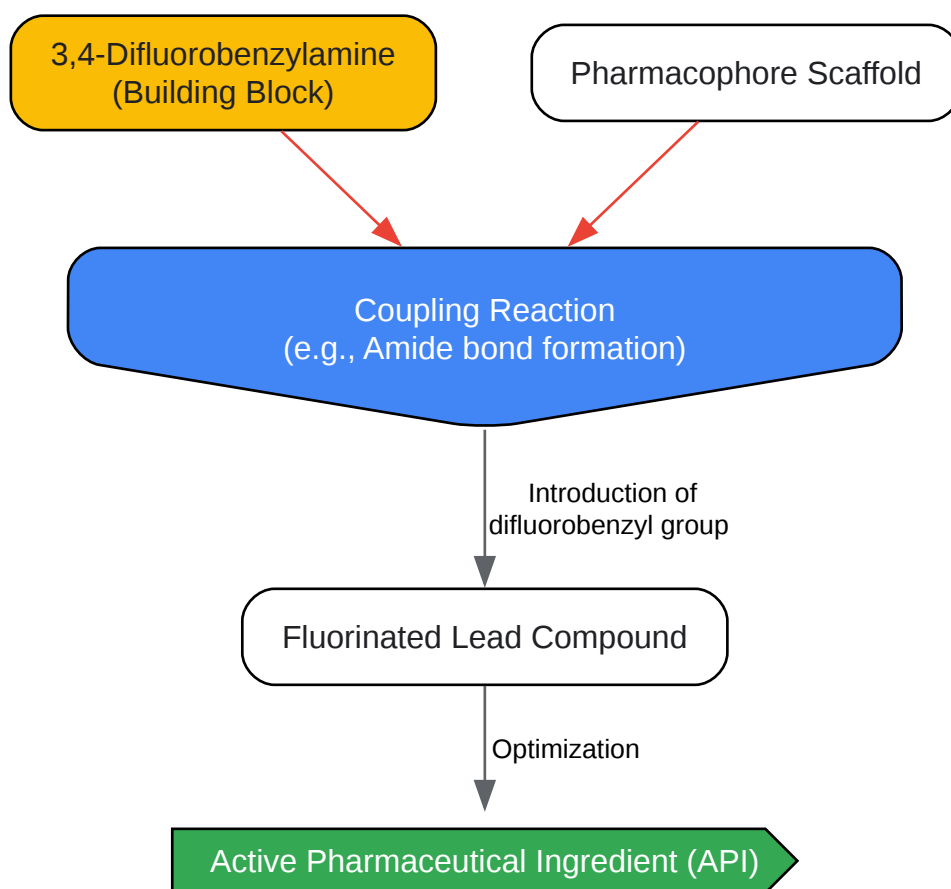 3,4-Difluorobenzylamine
(Building Block)
Pharmacophore Scaffold
Coupling Reaction
(e.g., Amide bond formation)
Introduction of
difluorobenzyl group
Fluorinated Lead Compound
Optimization
Active Pharmaceutical Ingredient (API)